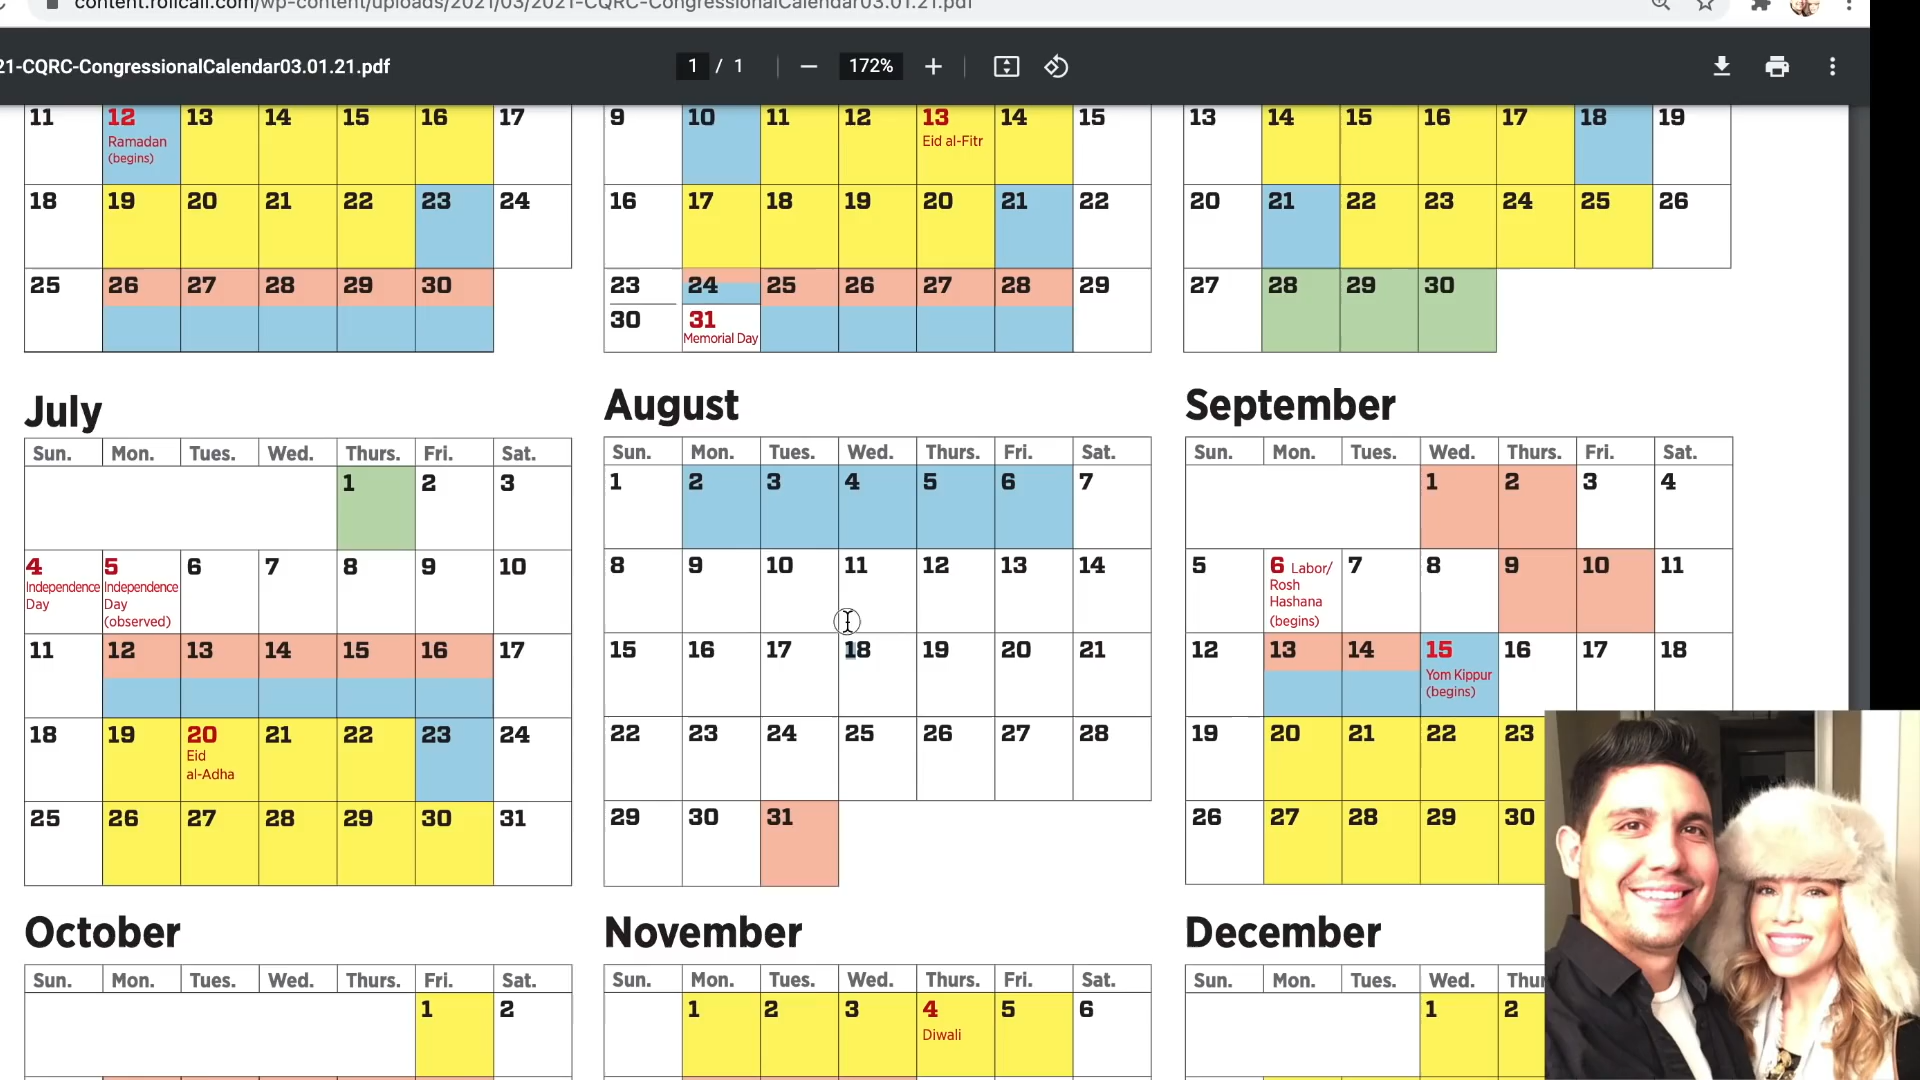 content.rollcall.com/wp-content/uploads/2021/03/2021-CQRC-CongressionalCalendar03.01.21.pdf
21-CQRC-CongressionalCalendar03.01.21.pdf
1 / 1
172%
11 12 13 14 15 16 17
Ramadan
(begins)
18 19 20 21 22 23 24
25 26 27 28 29 30
9 10 11 12 13 14 15
Eid al-Fitr
16 17 18 19 20 21 22
23 24 25 26 27 28 29
30 31
Memorial Day
13 14 15 16 17 18 19
20 21 22 23 24 25 26
27 28 29 30
July
Sun. Mon. Tues. Wed. Thurs. Fri. Sat.
1 2 3
4 5 6 7 8 9 10
Independence Independence
Day Day
(observed)
11 12 13 14 15 16 17
18 19 20 21 22 23 24
Eid
al-Adha
25 26 27 28 29 30 31
August
Sun. Mon. Tues. Wed. Thurs. Fri. Sat.
1 2 3 4 5 6 7
8 9 10 11 12 13 14
15 16 17 18 19 20 21
22 23 24 25 26 27 28
29 30 31
September
Sun. Mon. Tues. Wed. Thurs. Fri. Sat.
1 2 3 4
5 6 Labor/ 7 8 9 10 11
Rosh
Hashana
(begins)
12 13 14 15 16 17 18
Yom Kippur
(begins)
19 20 21 22 23
26 27 28 29 30
October
Sun. Mon. Tues. Wed. Thurs. Fri. Sat.
1 2
November
Sun. Mon. Tues. Wed. Thurs. Fri. Sat.
1 2 3 4 5 6
Diwali
December
Sun. Mon. Tues. Wed. Thur
1 2